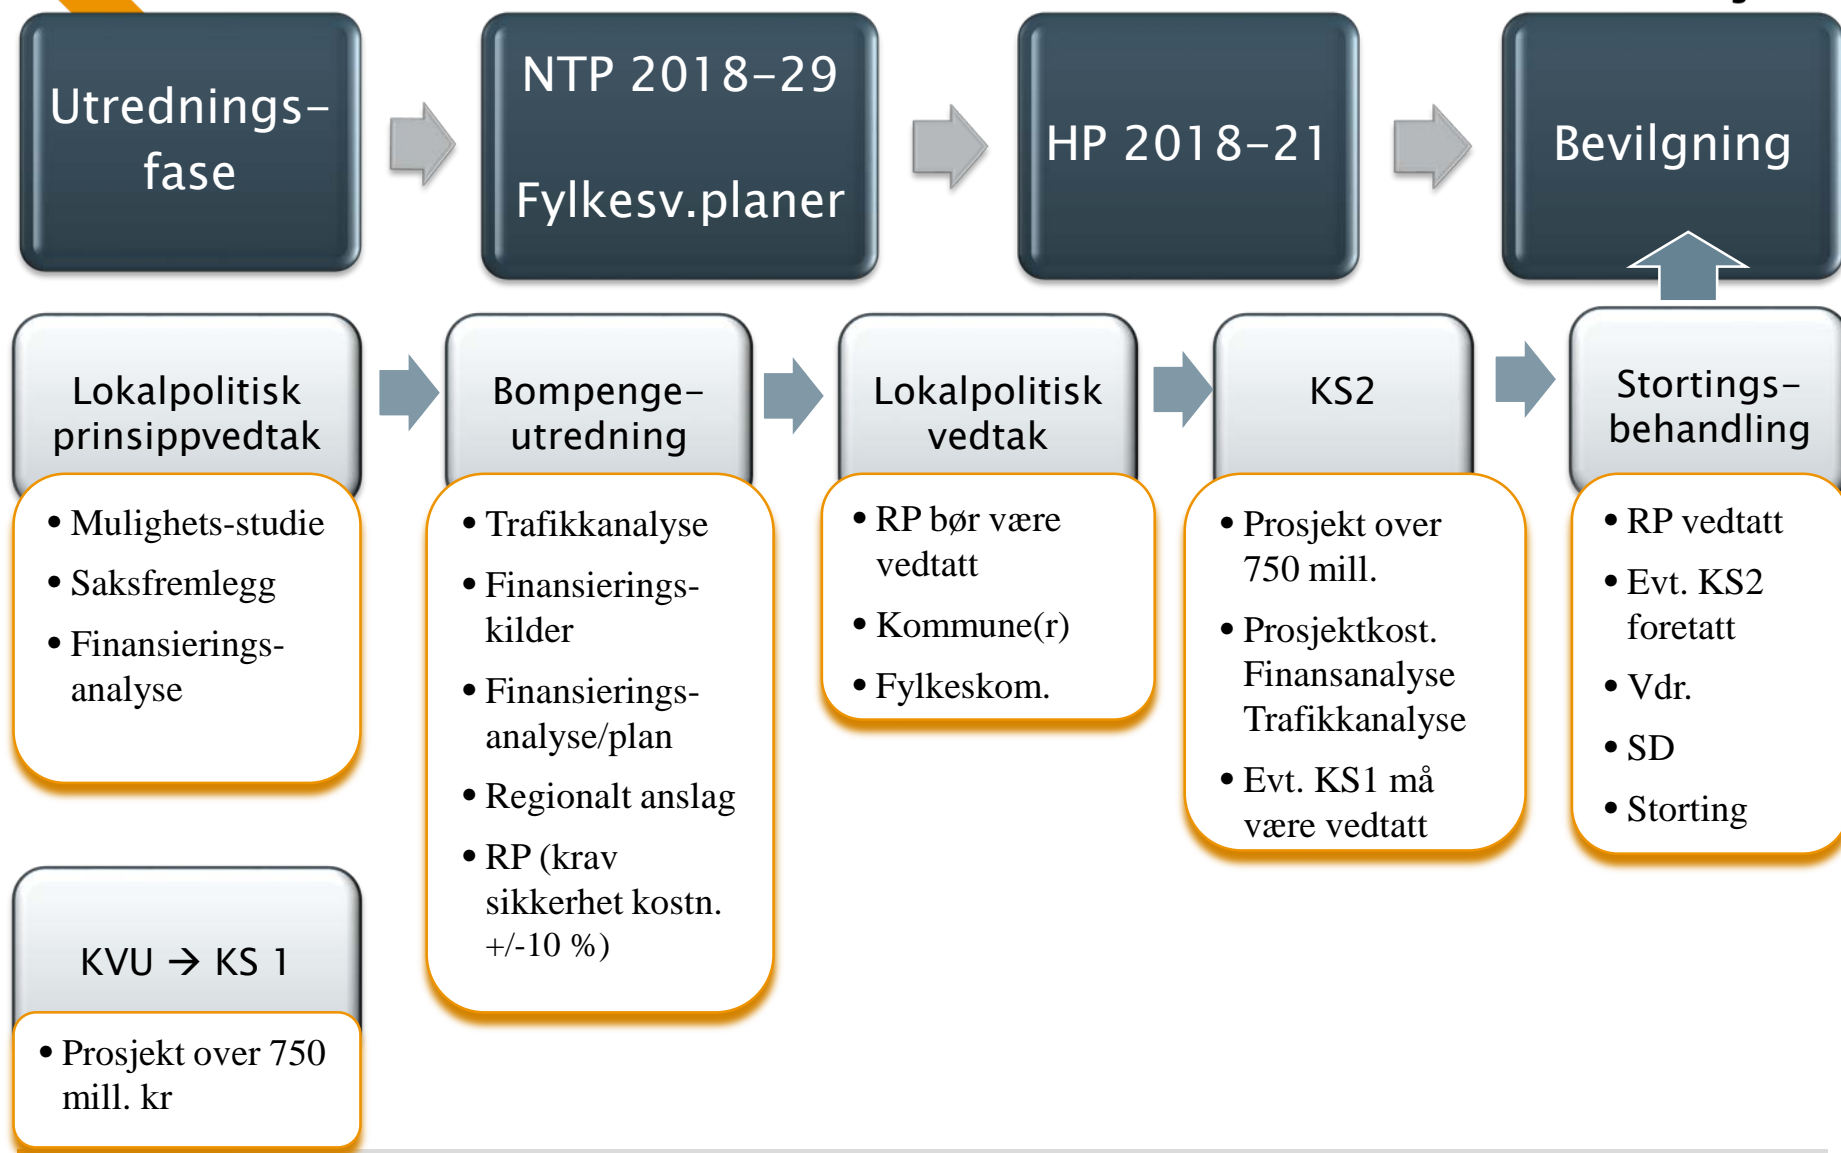 Utrednings-
fase
NTP 2018-29
Fylkesv.planer
HP 2018-21
Bevilgning
Lokalpolitisk
prinsippvedtak
• Mulighets-studie
• Saksfremlegg
• Finansierings-
analyse
Bompenge-
utredning
• Trafikkanalyse
• Finansierings-
kilder
• Finansierings-
analyse/plan
• Regionalt anslag
• RP (krav
sikkerhet kostn.
+/-10 %)
Lokalpolitisk
vedtak
• RP bør være
vedtatt
• Kommune(r)
• Fylkeskom.
KS2
• Prosjekt over
750 mill.
• Prosjektkost.
Finansanalyse
Trafikkanalyse
• Evt. KS1 må
være vedtatt
Stortings-
behandling
• RP vedtatt
• Evt. KS2
foretatt
• Vdr.
• SD
• Storting
KVU → KS 1
• Prosjekt over 750
mill. kr